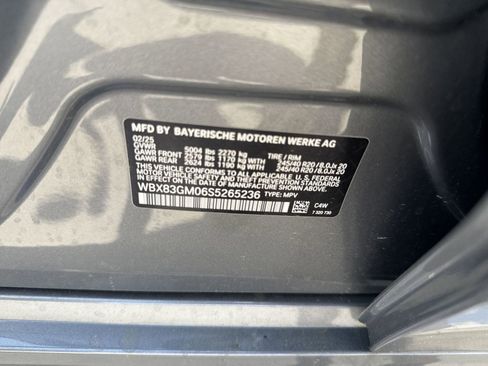 MFD BY BAYERISCHE MOTOREN WERKE AG
02/25
GVWR 5004 lbs 2270 kg TIRE / RIM
GAWR FRONT 2579 lbs 1170 kg WITH 245/40 R20 / 8.0Jx 20
GAWR REAR 2624 lbs 1190 kg WITH 245/40 R20 / 8.0Jx 20
THIS VEHICLE CONFORMS TO ALL APPLICABLE
FEDERAL MOTOR VEHICLE SAFETY
STANDARDS IN EFFECT ON THE DATE OF
MANUFACTURE SHOWN ABOVE.
WBX83GM06S5265236 TYPE: MPV
C4W
7 320 730